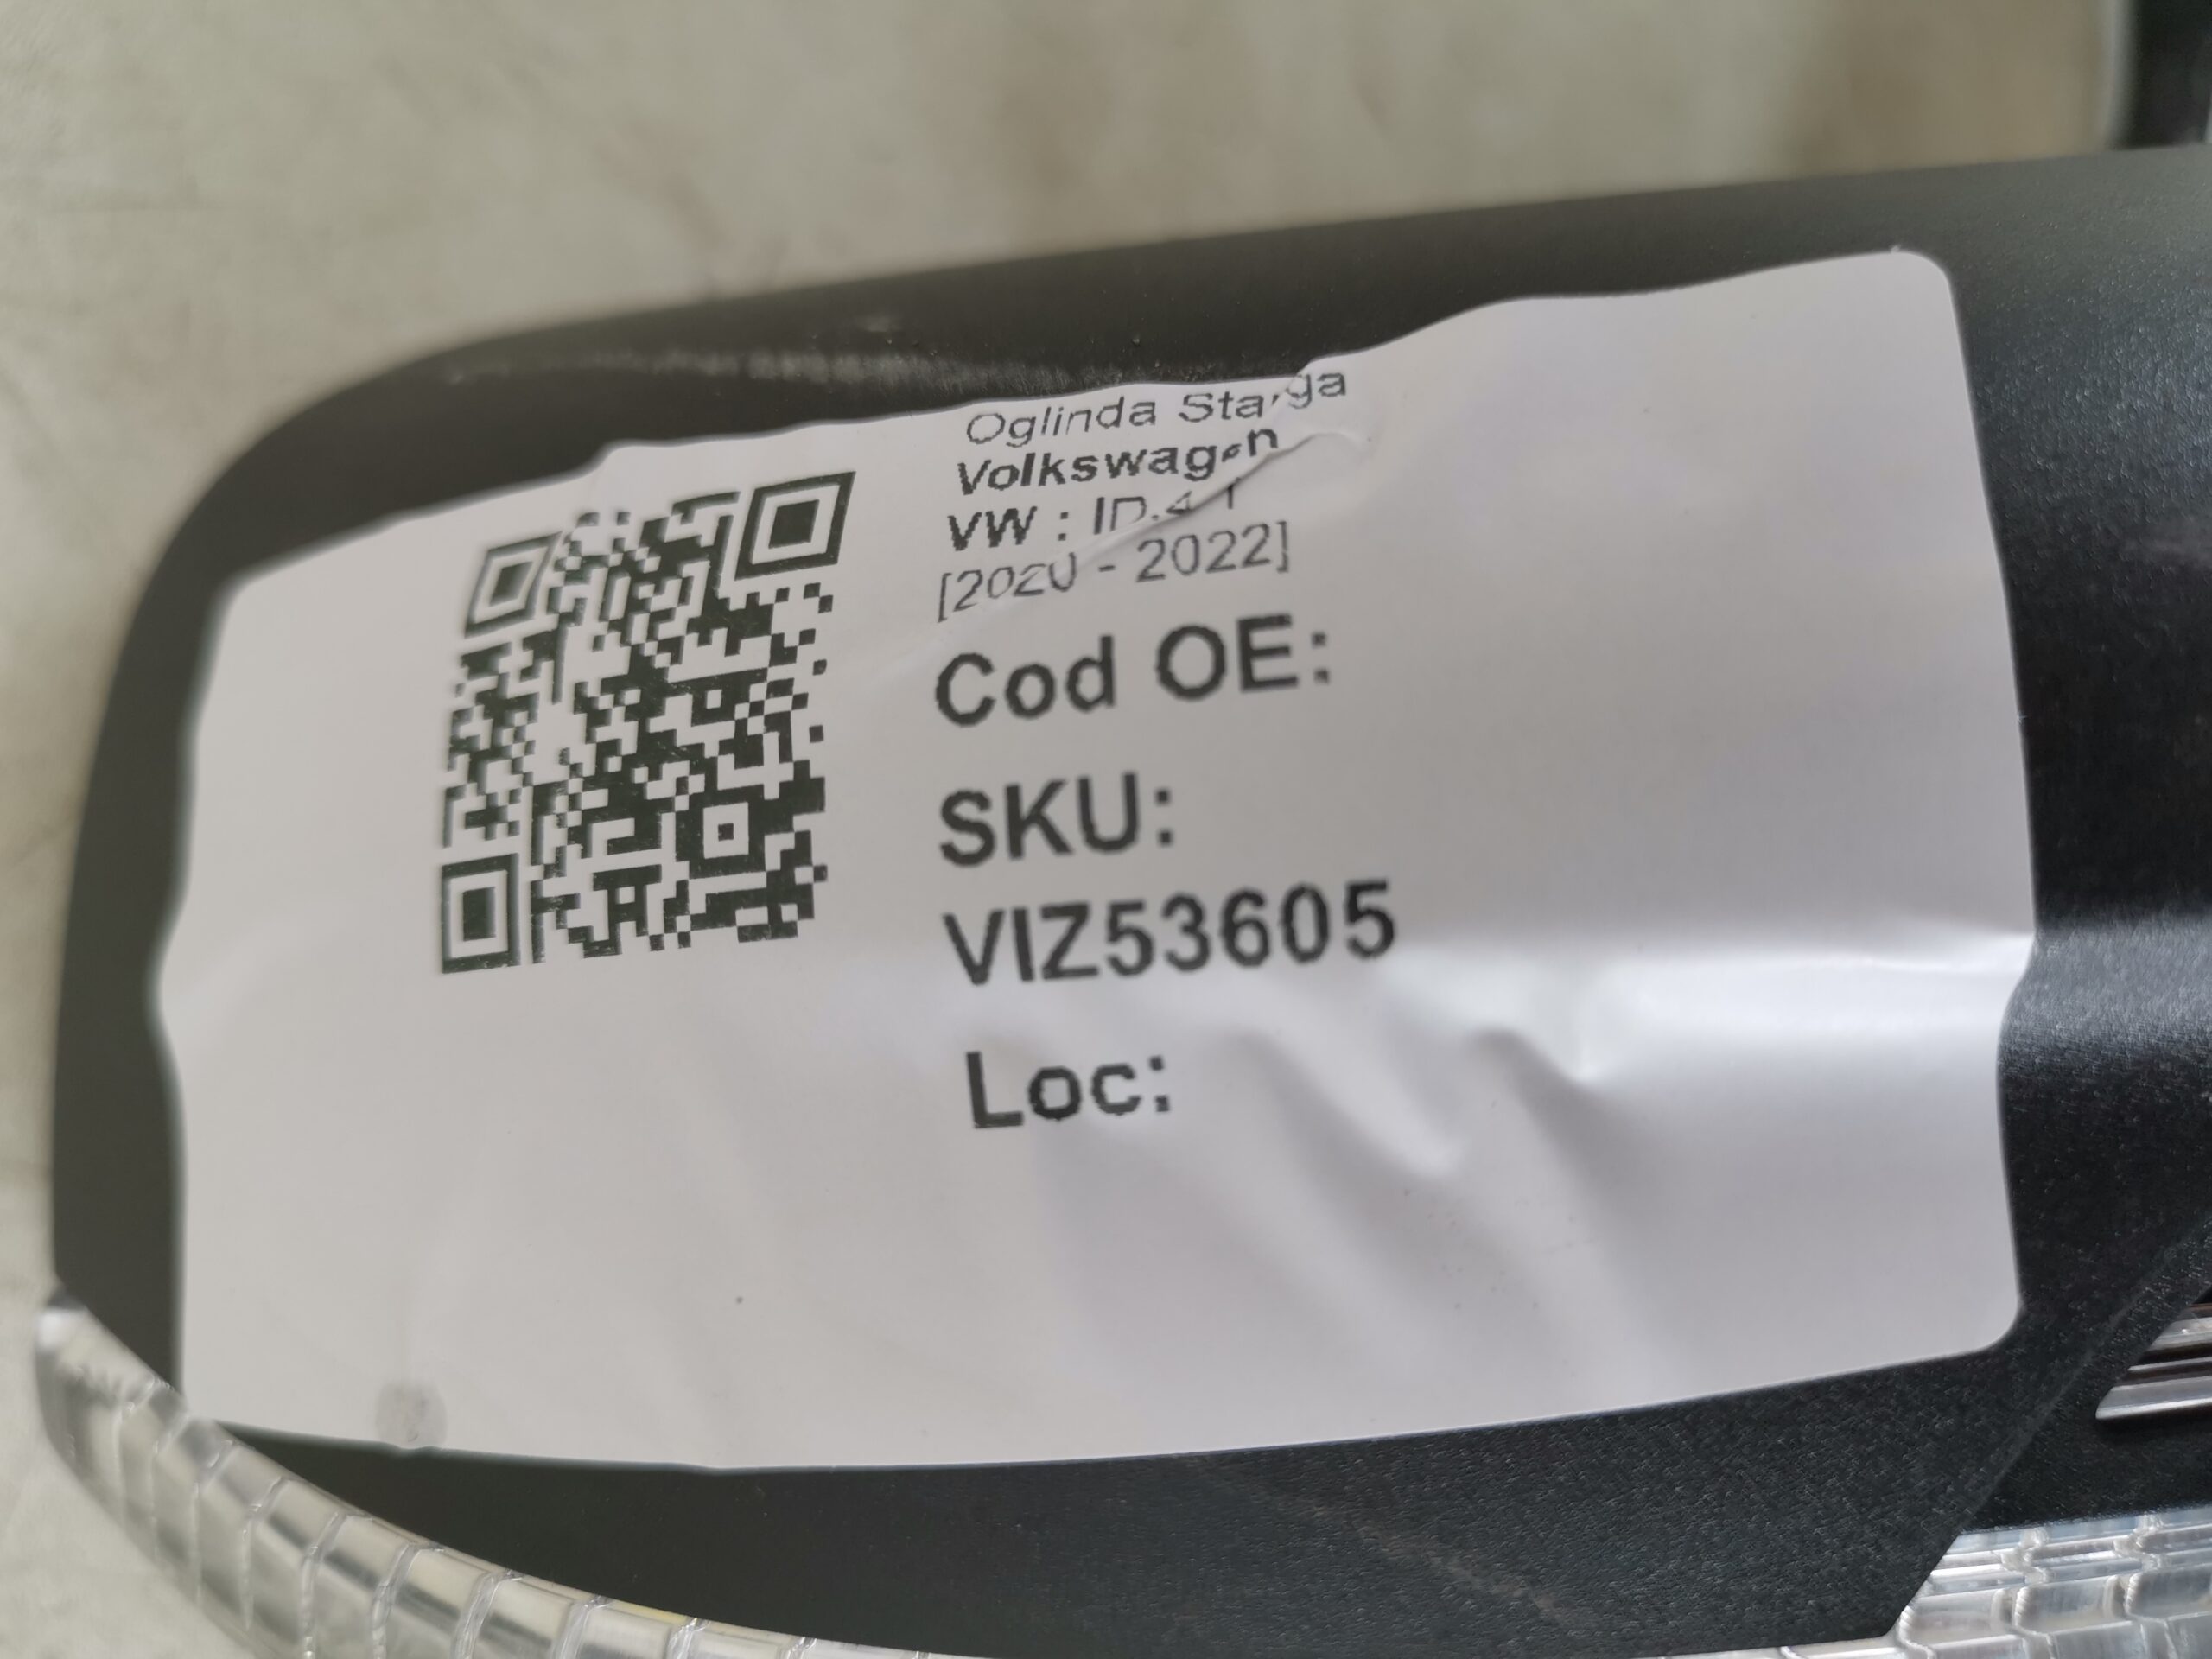 Oglinda Stanga
Volkswagen
VW : ID.4 1
[2020 - 2022]
Cod OE:
SKU:
VIZ53605
Loc: